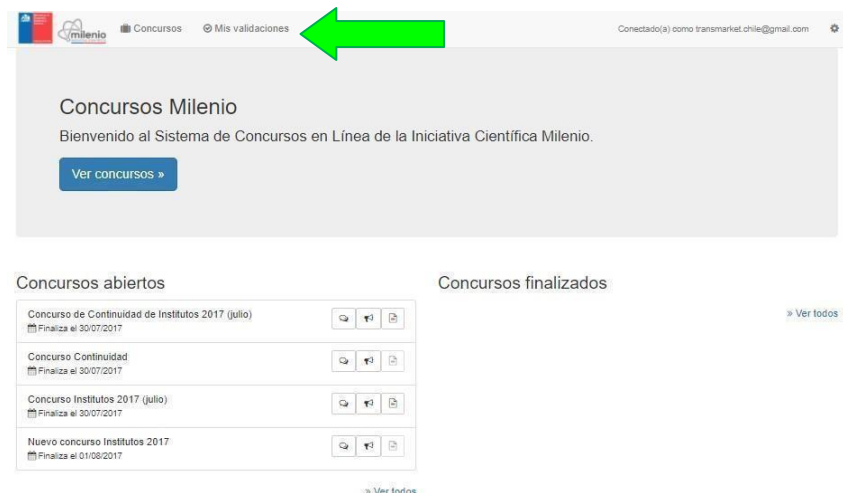 milenio
Concursos
Mis validaciones
Conectado(a) como transmarket.chile@gmail.com
Concursos Milenio
Bienvenido al Sistema de Concursos en Línea de la Iniciativa Científica Milenio.
Ver concursos »
Concursos abiertos
Concurso de Continuidad de Institutos 2017 (julio)
Finaliza el 30/07/2017
Concurso Continuidad
Finaliza el 30/07/2017
Concurso Institutos 2017 (julio)
Finaliza el 30/07/2017
Nuevo concurso Institutos 2017
Finaliza el 01/08/2017
» Ver todos
Concursos finalizados
» Ver todos